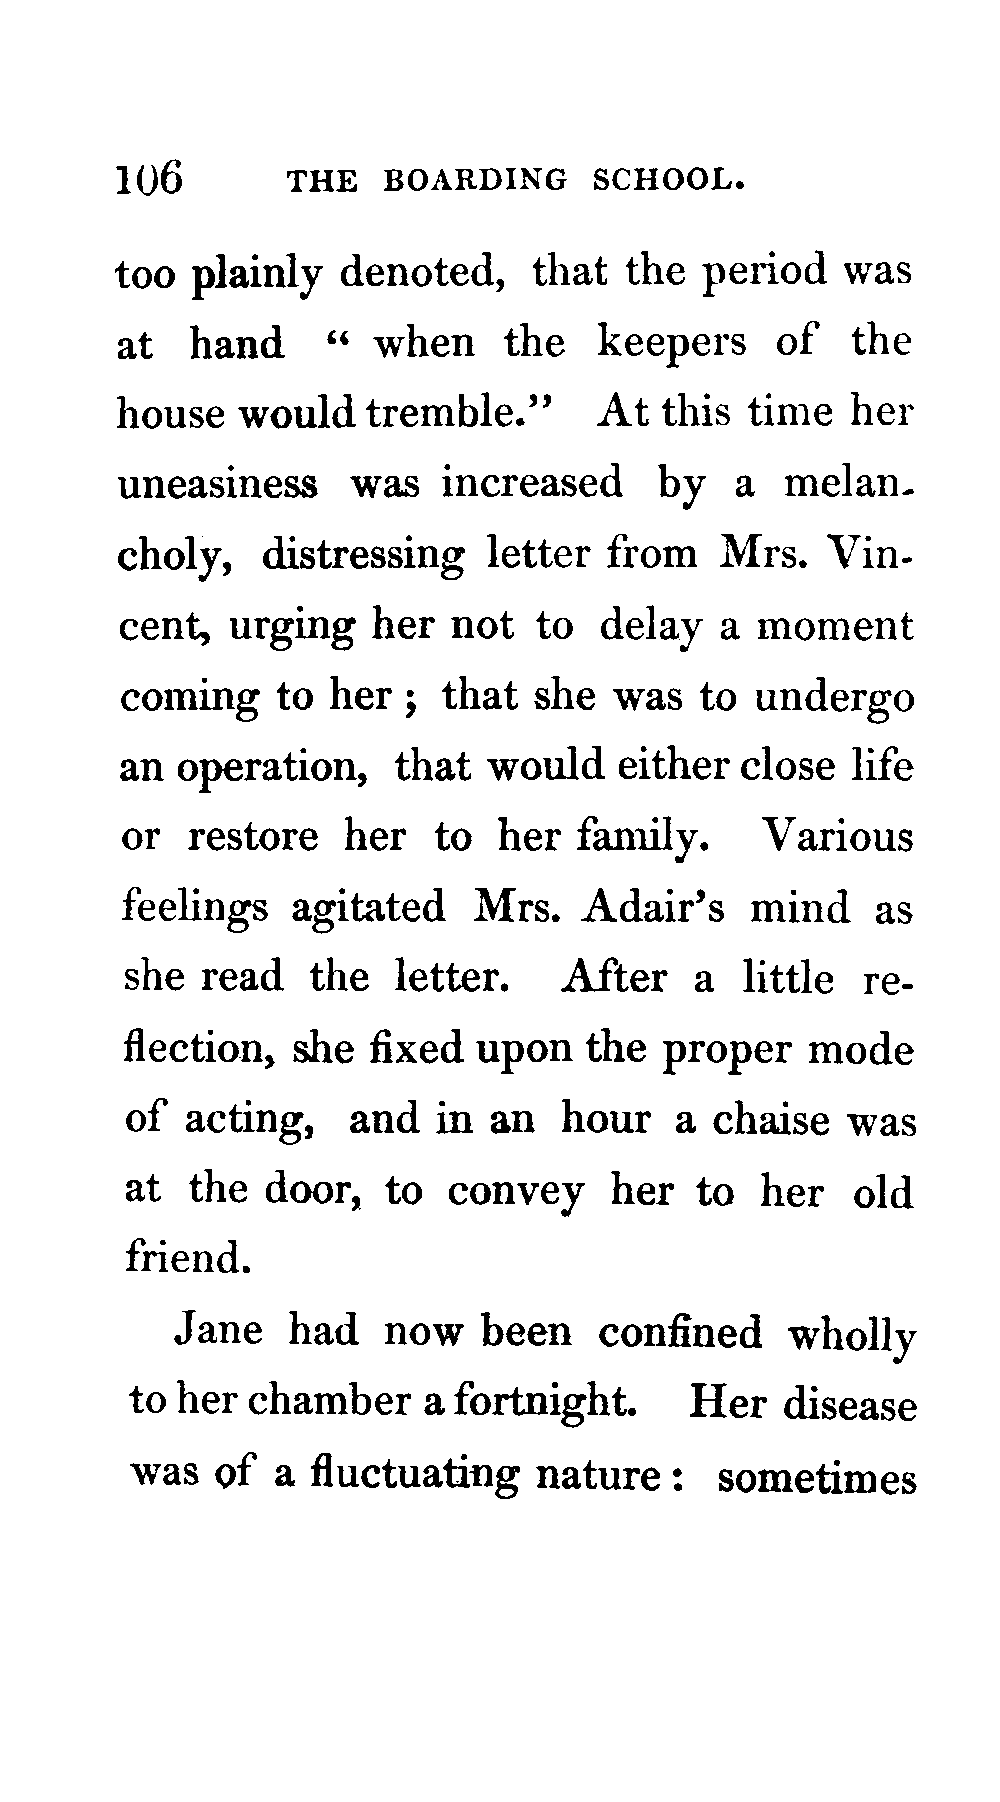 106 THE BOARDING SCHOOL.
too plainly denoted, that the period was
at hand “ when the keepers of the
house would tremble.” At this time her
uneasiness was increased by a melan-
choly, distressing letter from Mrs. Vin-
cent, urging her not to delay a moment
coming to her ; that she was to undergo
an operation, that would either close life
or restore her to her family. Various
feelings agitated Mrs. Adair’s mind as
she read the letter. After a little re-
flection, she fixed upon the proper mode
of acting, and in an hour a chaise was
at the door, to convey her to her old
friend.
Jane had now been confined wholly
to her chamber a fortnight. Her disease
was of a fluctuating nature : sometimes